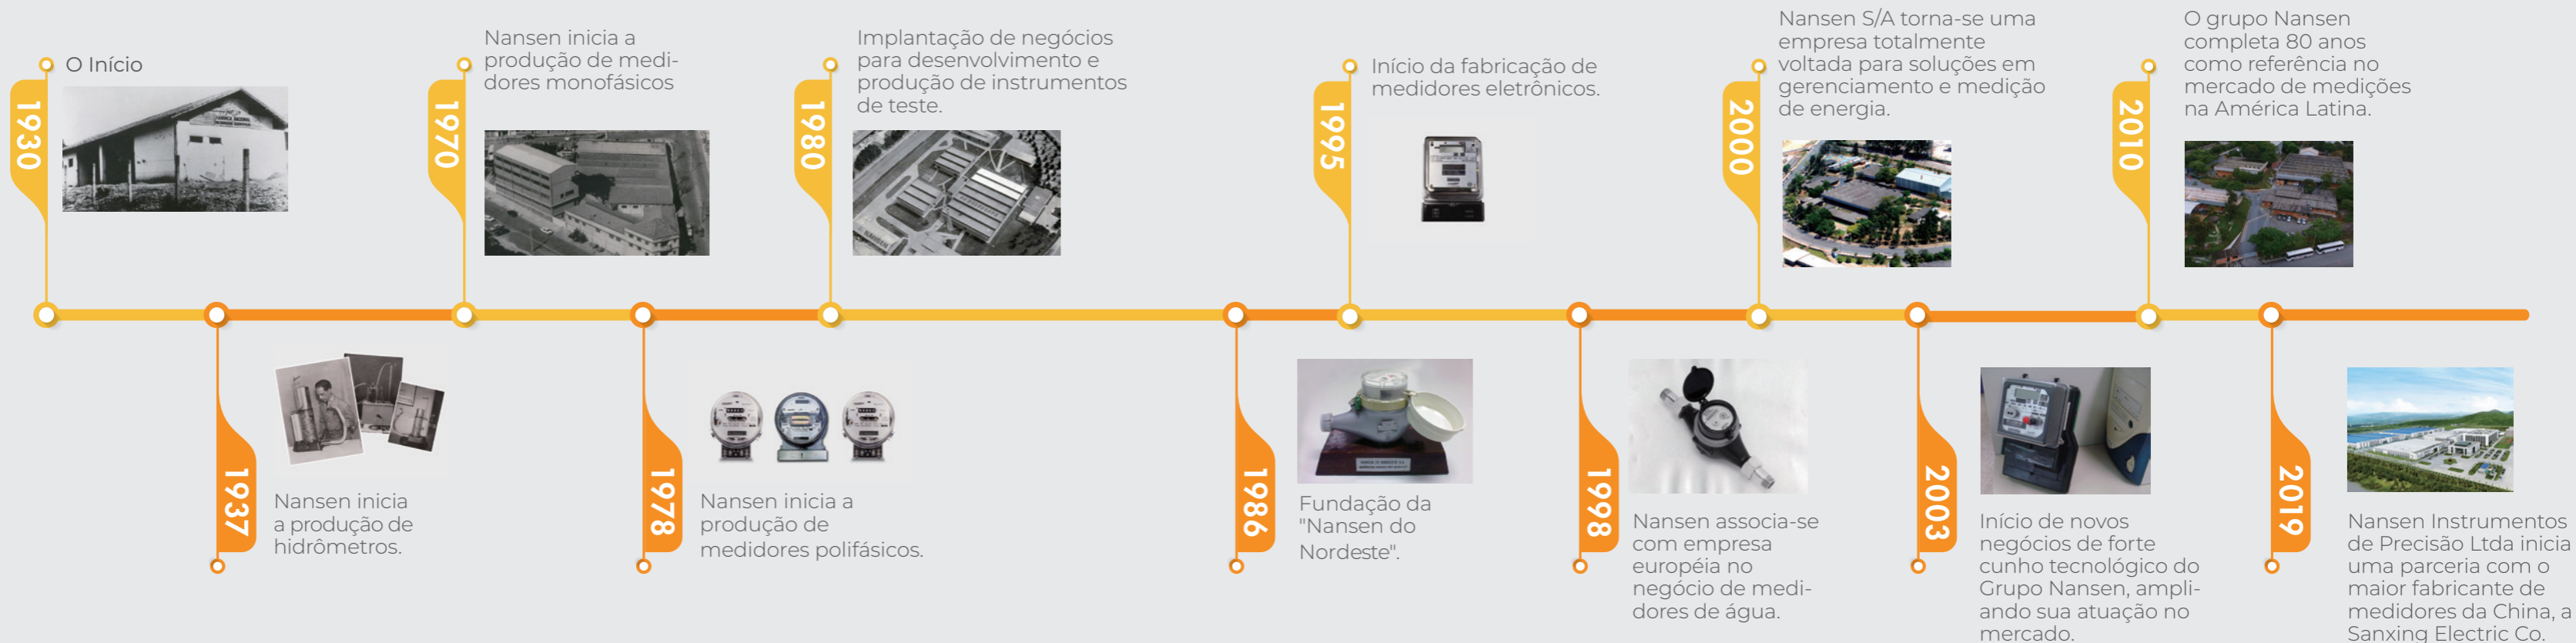 1930
O Início
1937
Nansen inicia
a produção de
hidrômetros.
1970
Nansen inicia a
produção de medi-
dores monofásicos
1978
Nansen inicia a
produção de
medidores polifásicos.
1980
Implantação de negócios
para desenvolvimento e
produção de instrumentos
de teste.
1986
Fundação da
"Nansen do
Nordeste".
1995
Início da fabricação de
medidores eletrônicos.
1998
Nansen associa-se
com empresa
européia no
negócio de medi-
dores de água.
2000
Nansen S/A torna-se uma
empresa totalmente
voltada para soluções em
gerenciamento e medição
de energia.
2003
Início de novos
negócios de forte
cunho tecnológico do
Grupo Nansen, ampli-
ando sua atuação no
mercado.
2010
O grupo Nansen
completa 80 anos
como referência no
mercado de medições
na América Latina.
2019
Nansen Instrumentos
de Precisão Ltda inicia
uma parceria com o
maior fabricante de
medidores da China, a
Sanxing Electric Co.